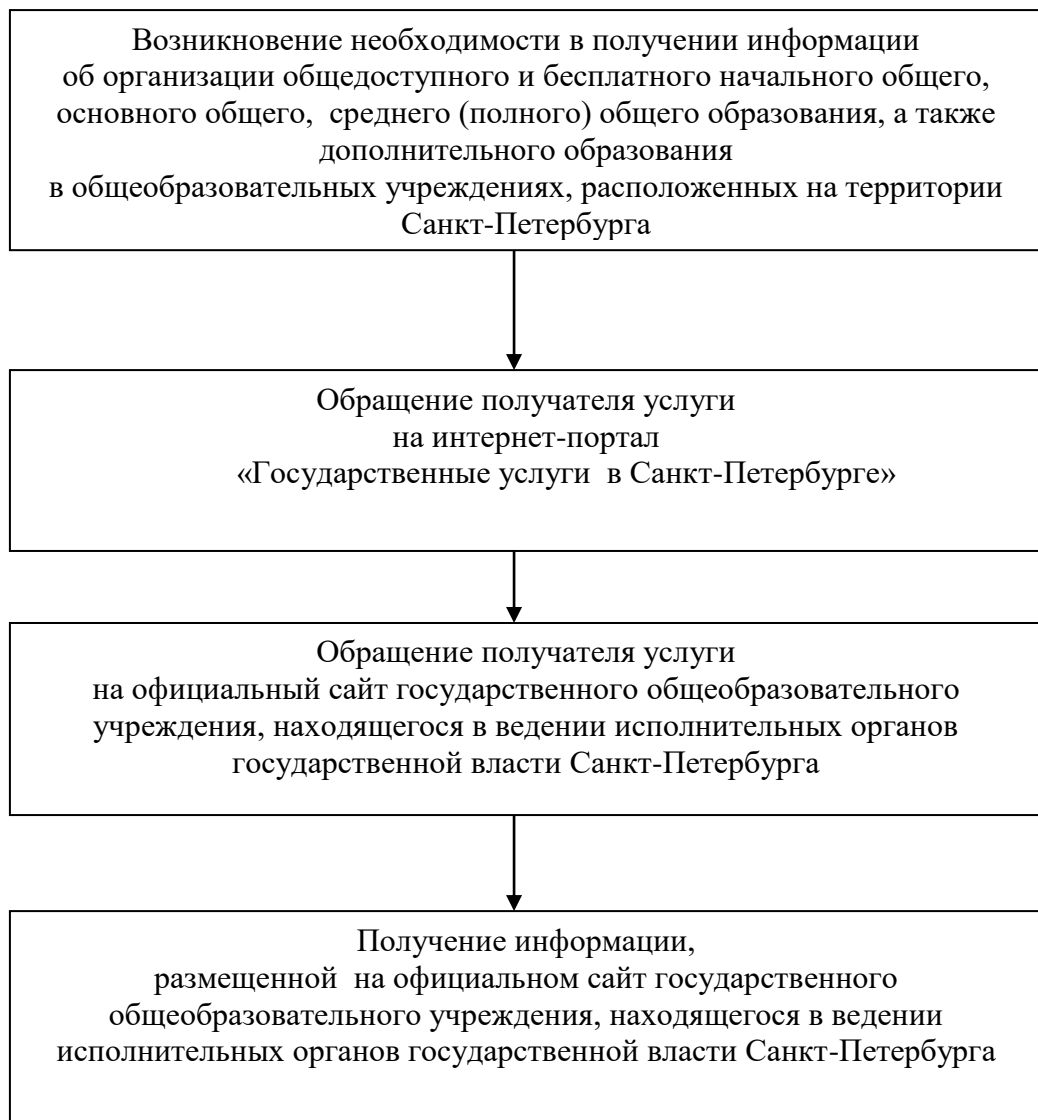 Возникновение необходимости в получении информации
об организации общедоступного и бесплатного начального общего,
основного общего, среднего (полного) общего образования, а также
дополнительного образования
в общеобразовательных учреждениях, расположенных на территории
Санкт-Петербурга
Обращение получателя услуги
на интернет-портал
«Государственные услуги в Санкт-Петербурге»
Обращение получателя услуги
на официальный сайт государственного общеобразовательного
учреждения, находящегося в ведении исполнительных органов
государственной власти Санкт-Петербурга
Получение информации,
размещенной на официальном сайт государственного
общеобразовательного учреждения, находящегося в ведении
исполнительных органов государственной власти Санкт-Петербурга